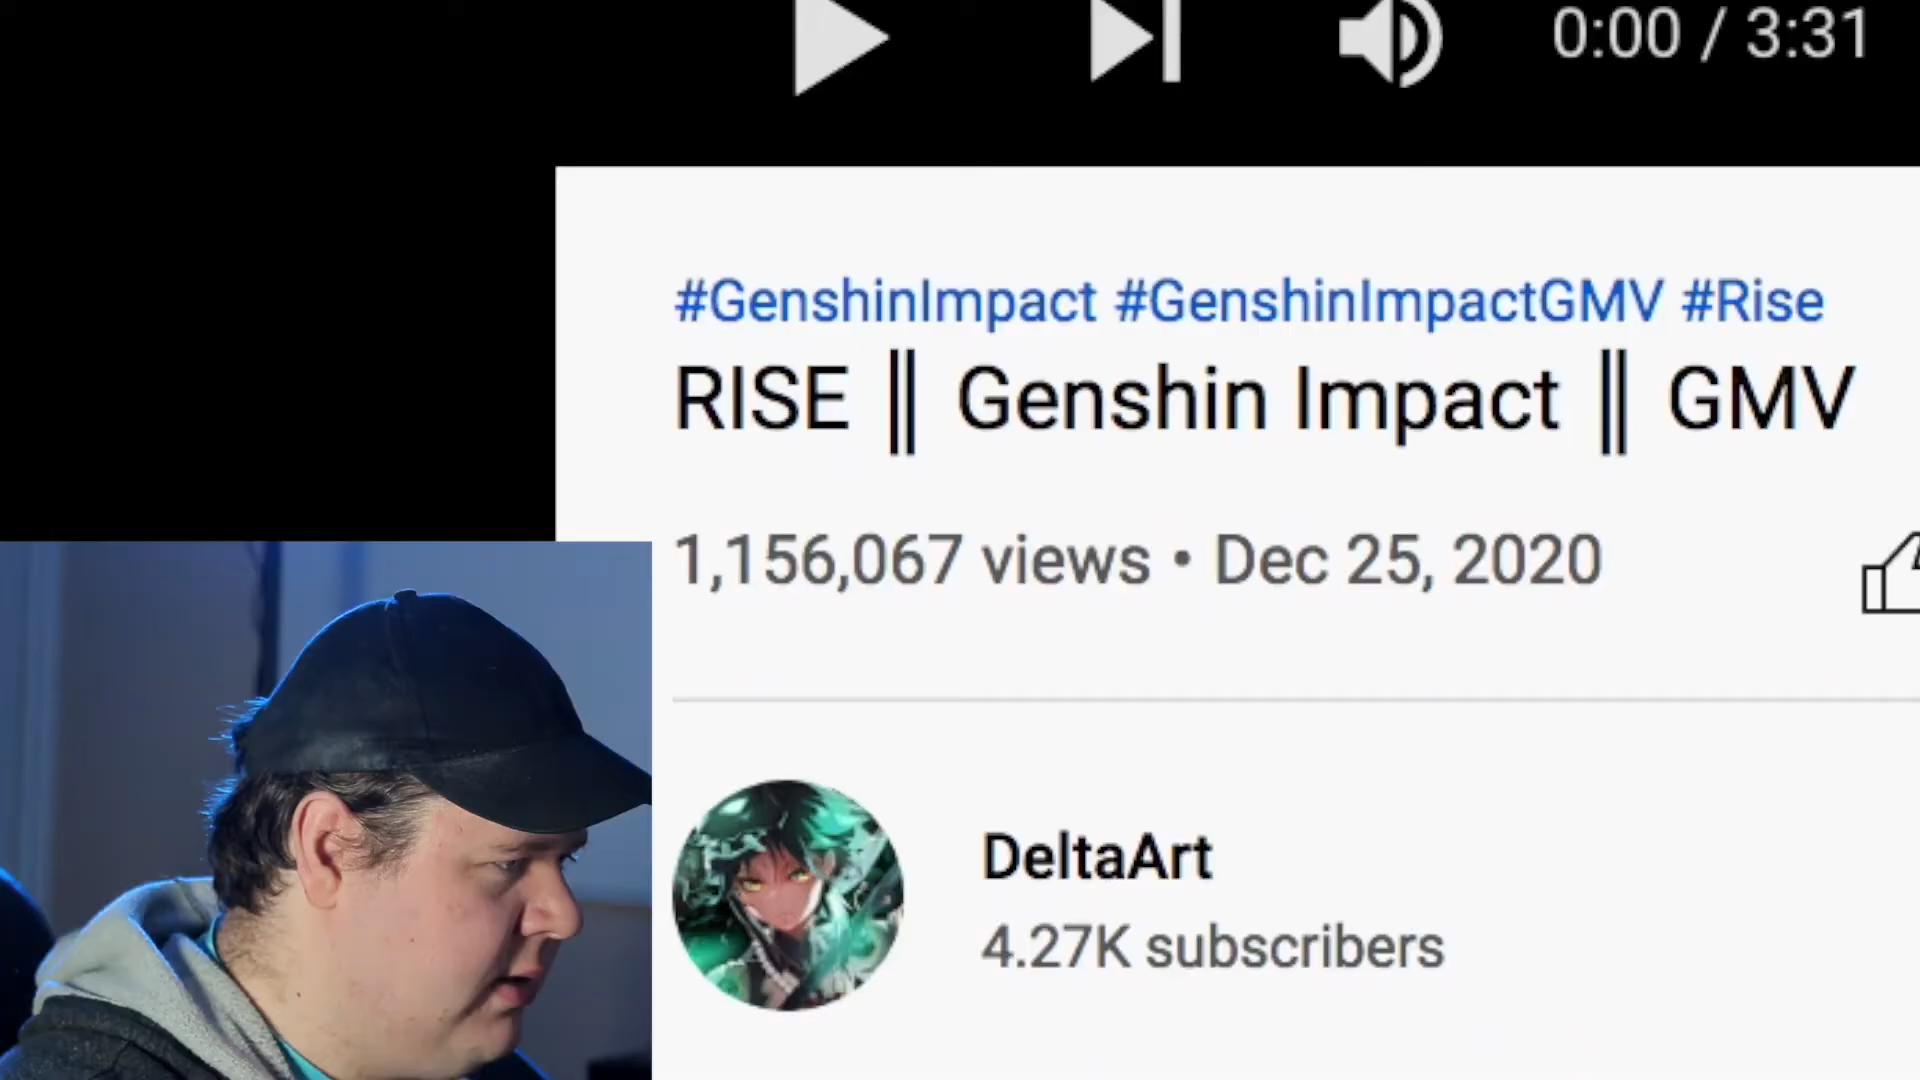 0:00 / 3:31
#GenshinImpact #GenshinImpactGMV #Rise
RISE ║ Genshin Impact ║ GMV
1,156,067 views • Dec 25, 2020
DeltaArt
4.27K subscribers